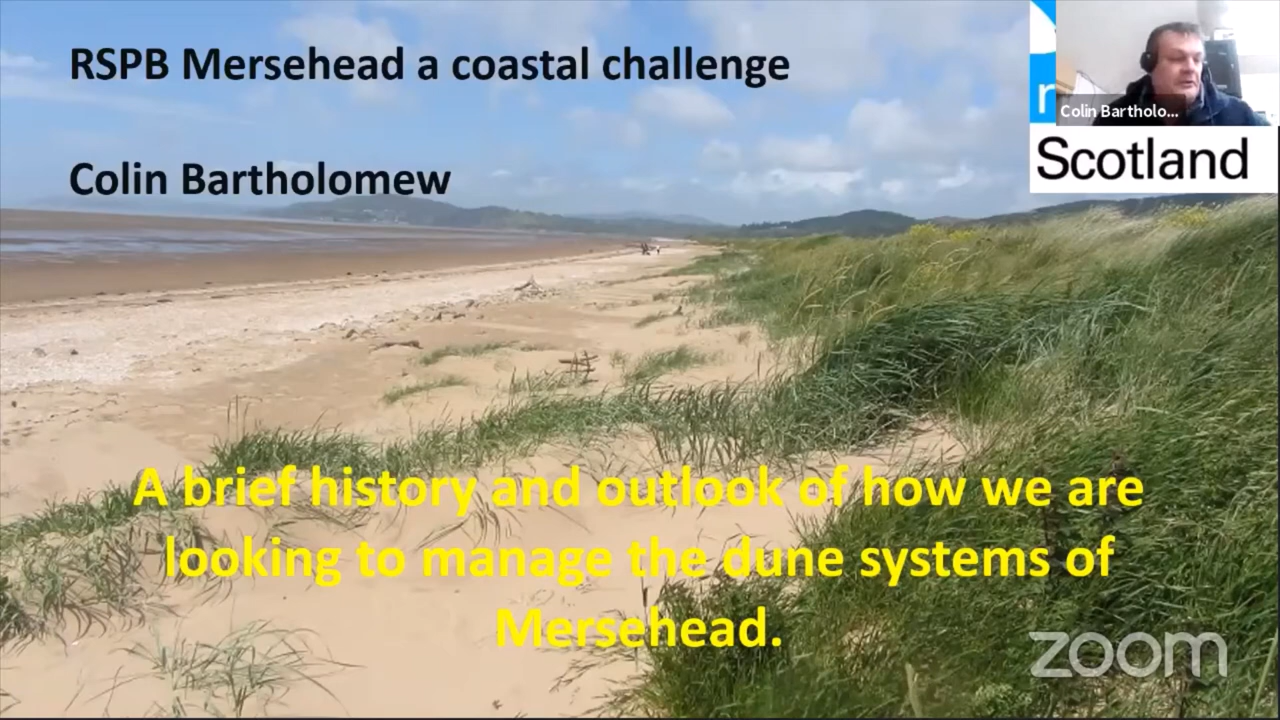 RSPB Mersehead a coastal challenge
Colin Bartholo...
Scotland
Colin Bartholomew
A brief history and outlook of how we are
looking to manage the dune systems of
Mersehead.
zoom